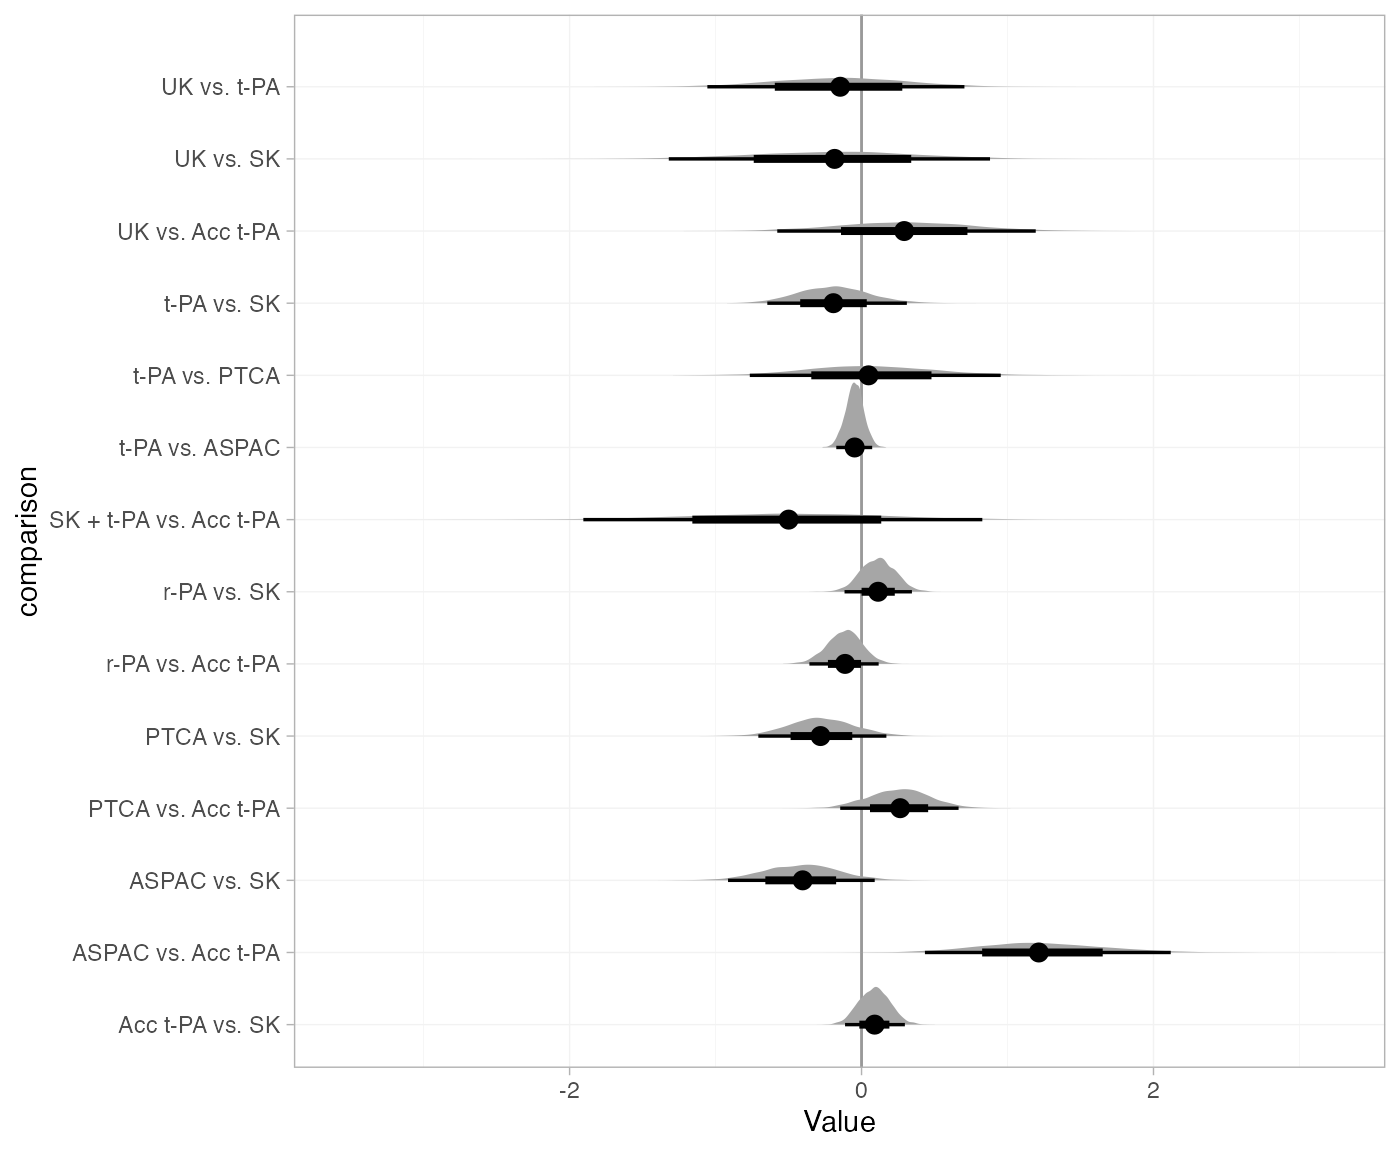 UK vs. t-PA
UK vs. SK
UK vs. Acc t-PA
t-PA vs. SK
t-PA vs. PTCA
t-PA vs. ASPAC
SK + t-PA vs. Acc t-PA
r-PA vs. SK
r-PA vs. Acc t-PA
PTCA vs. SK
PTCA vs. Acc t-PA
ASPAC vs. SK
ASPAC vs. Acc t-PA
Acc t-PA vs. SK
comparison
-2 0 2
Value